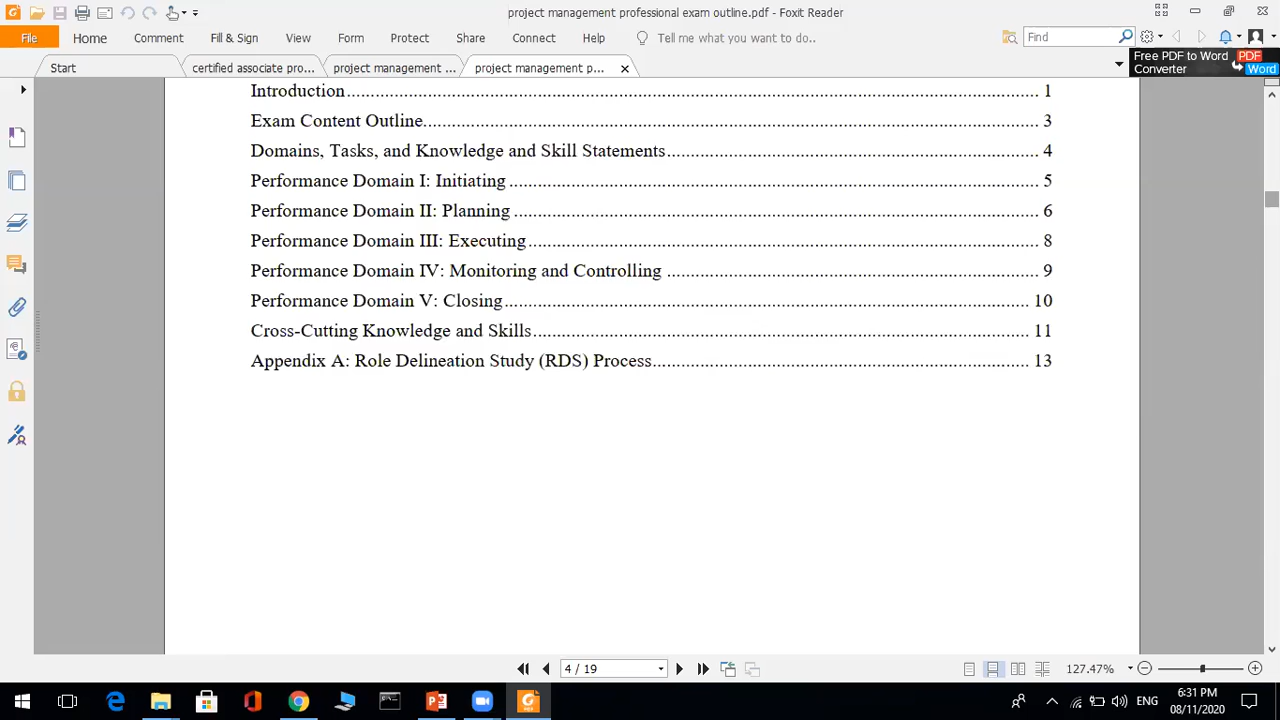 project management professional exam outline.pdf - Foxit Reader
File Home Comment Fill & Sign View Form Protect Share Connect Help Tell me what you want to do.. Find
Start certified associate pro... project management ... project management p...
Free PDF to Word Converter PDF Word
Introduction 1
Exam Content Outline 3
Domains, Tasks, and Knowledge and Skill Statements 4
Performance Domain I: Initiating 5
Performance Domain II: Planning 6
Performance Domain III: Executing 8
Performance Domain IV: Monitoring and Controlling 9
Performance Domain V: Closing 10
Cross-Cutting Knowledge and Skills 11
Appendix A: Role Delineation Study (RDS) Process 13
4 / 19 127.47%
ENG 6:31 PM
08/11/2020